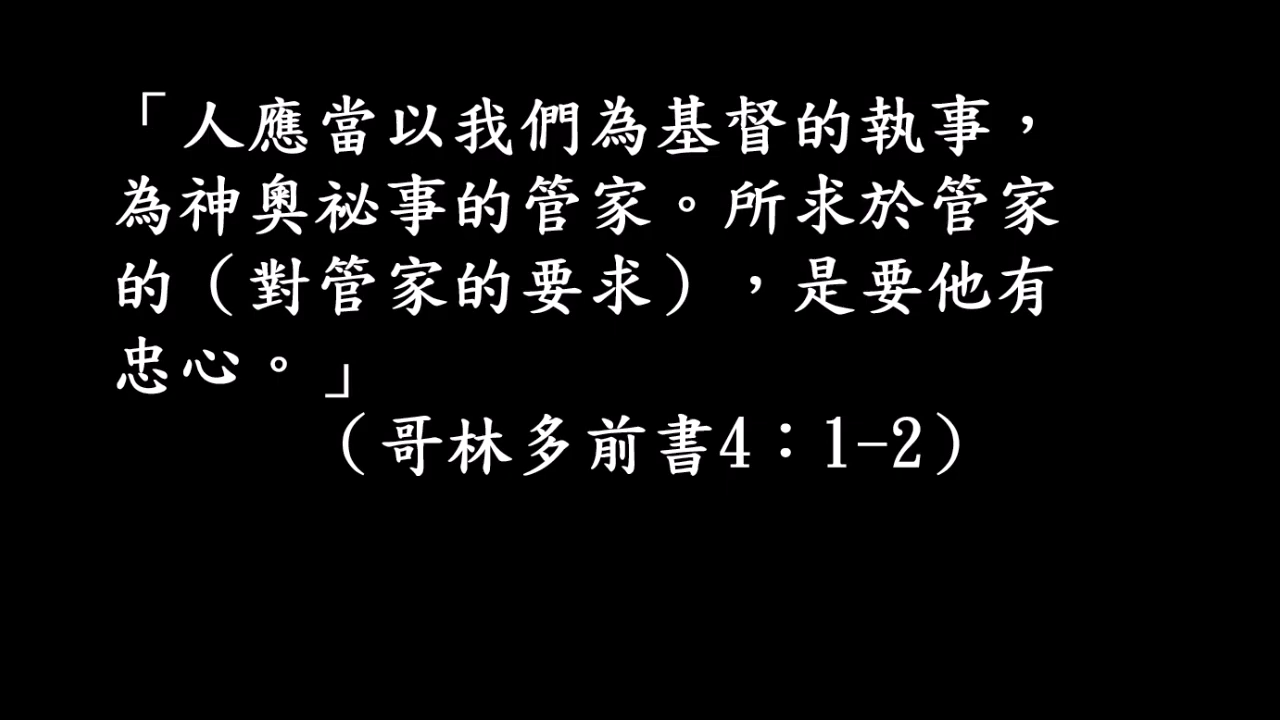 「人應當以我們為基督的執事，
為神奧祕事的管家。所求於管家
的（對管家的要求），是要他有
忠心。」
（哥林多前書4：1-2）